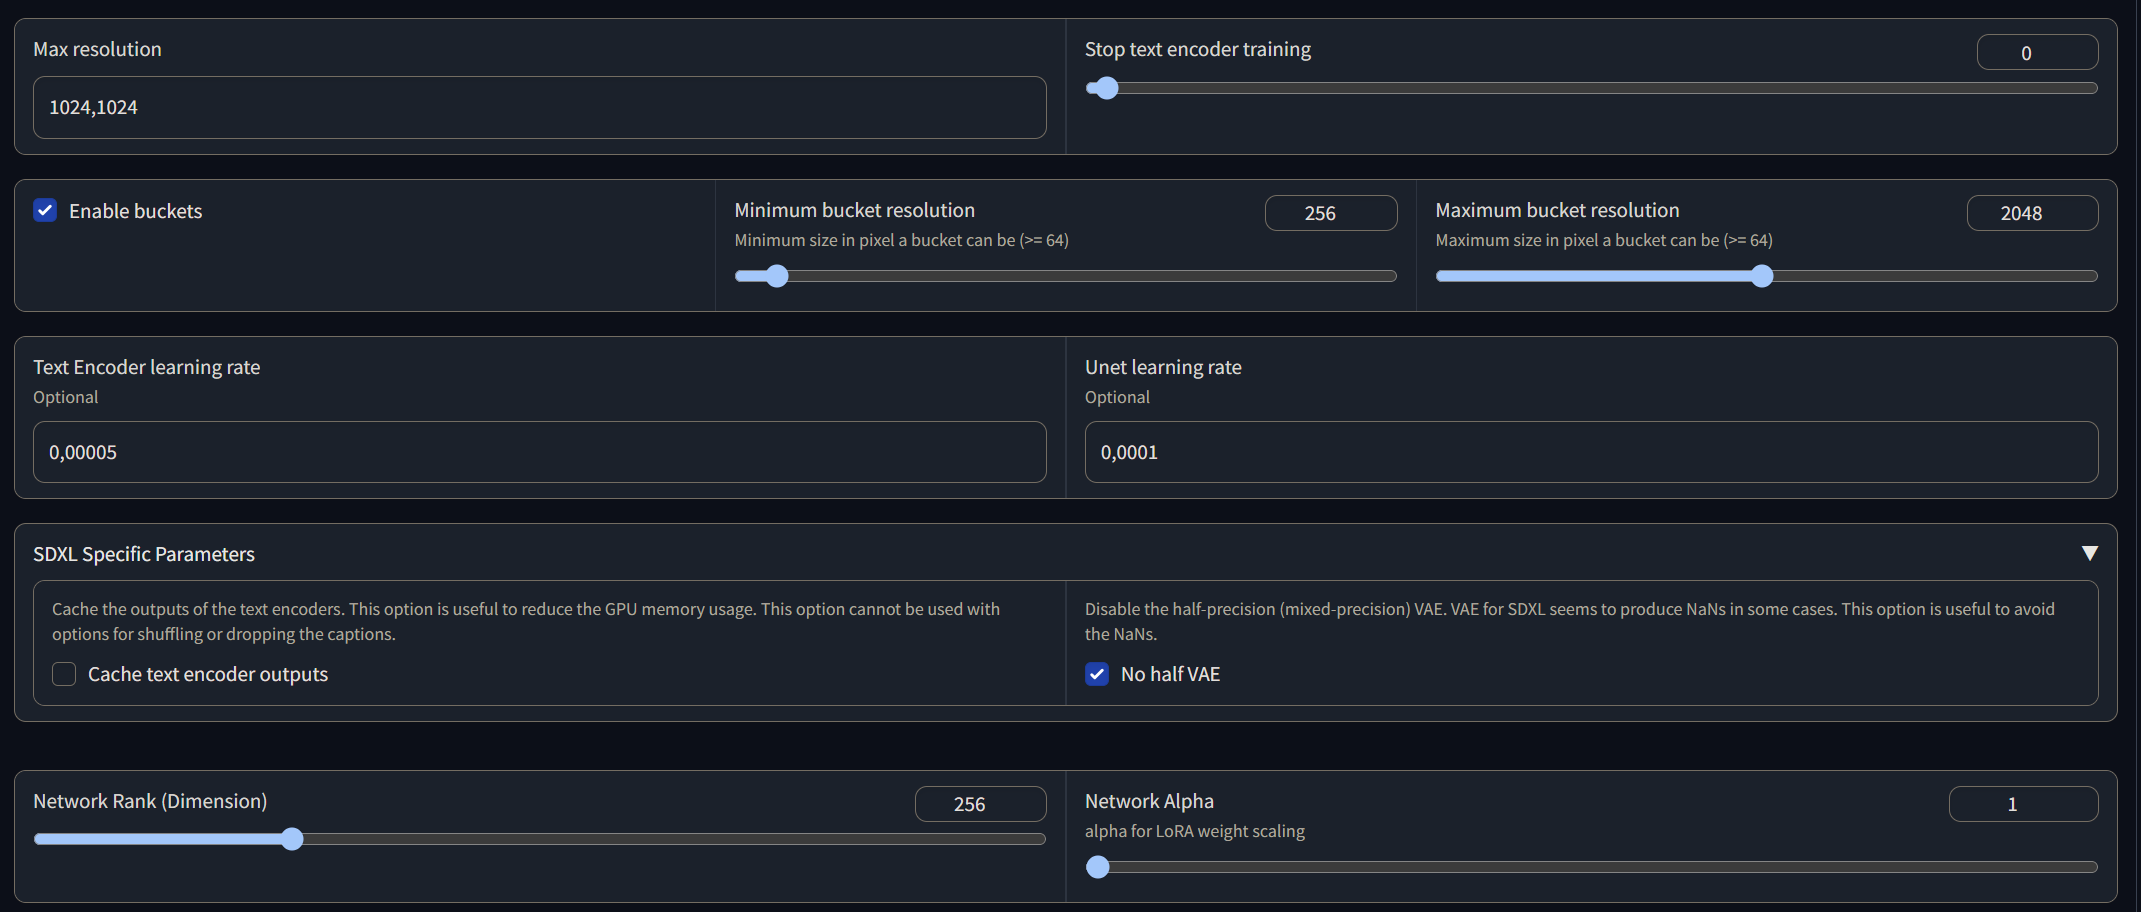 Max resolution
1024,1024
Stop text encoder training
0
Enable buckets
Minimum bucket resolution
256
Minimum size in pixel a bucket can be (>= 64)
Maximum bucket resolution
2048
Maximum size in pixel a bucket can be (>= 64)
Text Encoder learning rate
Optional
0,00005
Unet learning rate
Optional
0,0001
SDXL Specific Parameters
Cache the outputs of the text encoders. This option is useful to reduce the GPU memory usage. This option cannot be used with
options for shuffling or dropping the captions.
Cache text encoder outputs
Disable the half-precision (mixed-precision) VAE. VAE for SDXL seems to produce NaNs in some cases. This option is useful to avoid
the NaNs.
No half VAE
Network Rank (Dimension)
256
Network Alpha
1
alpha for LoRA weight scaling